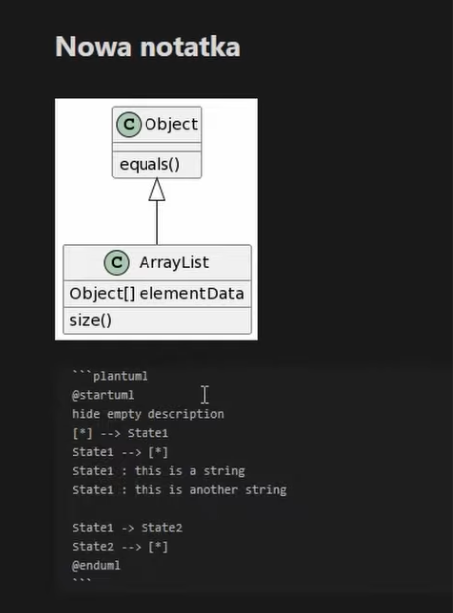 Nowa notatka
C Object
equals()
C ArrayList
Object[] elementData
size()
```plantuml
@startuml
hide empty description
[*] --> State1
State1 --> [*]
State1 : this is a string
State1 : this is another string
State1 -> State2
State2 --> [*]
@enduml
```